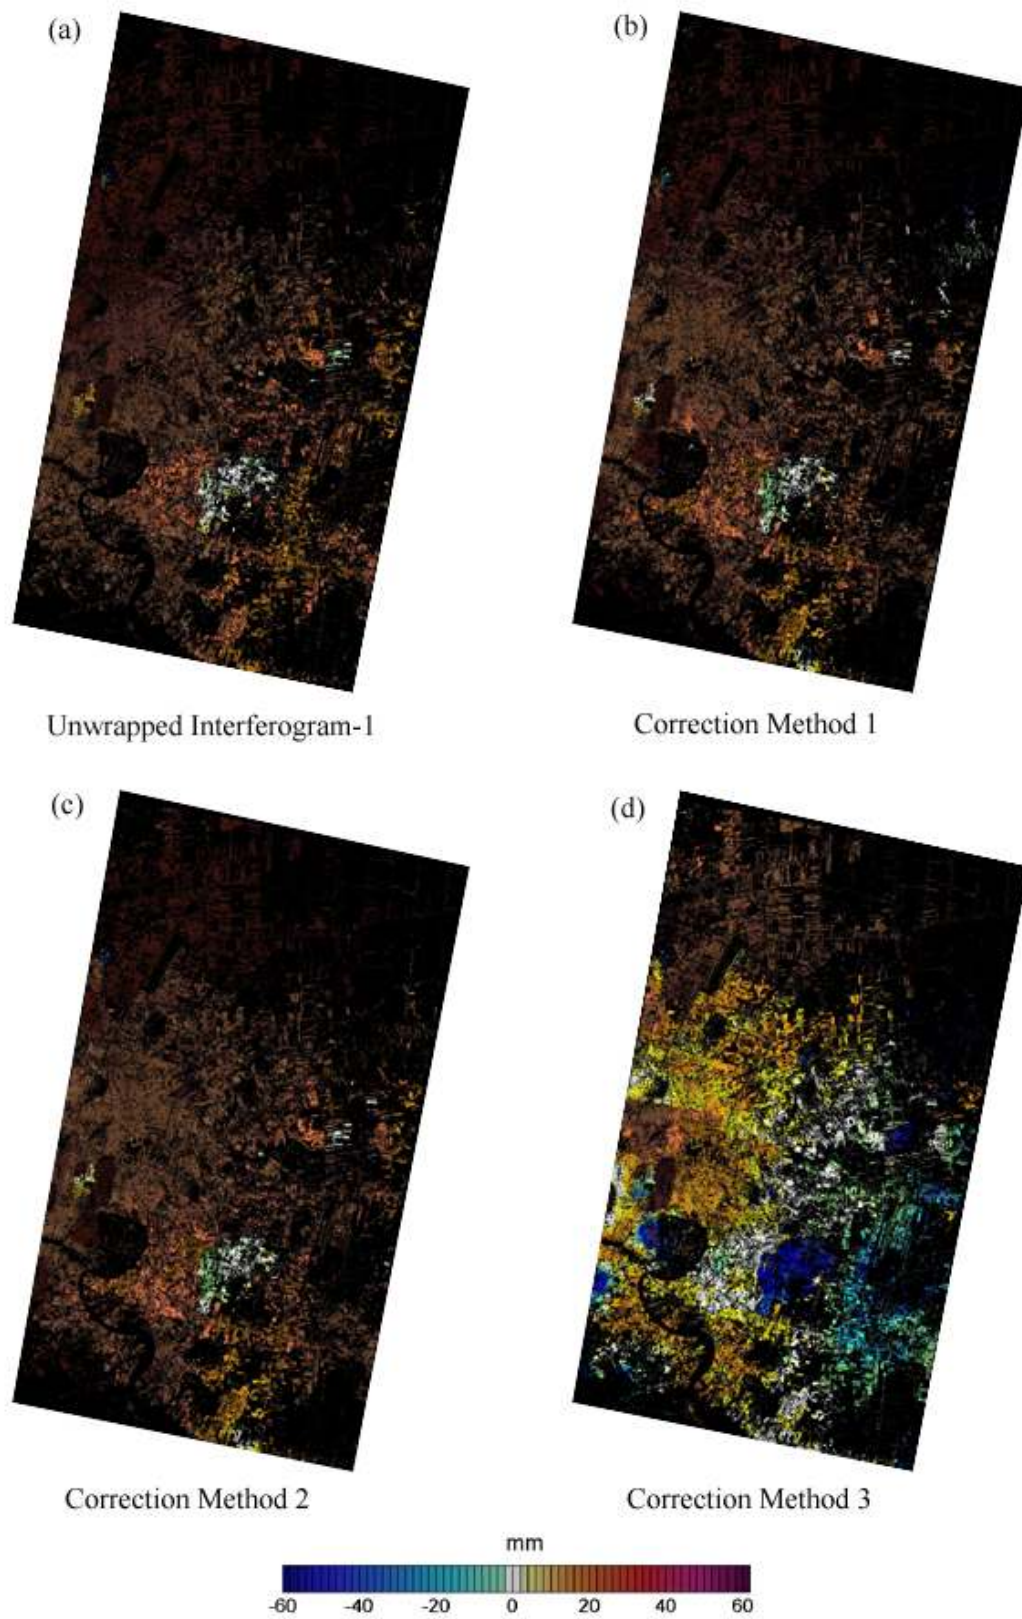 (a) (b)
Unwrapped Interferogram-1 Correction Method 1
(c) (d)
Correction Method 2 Correction Method 3
mm
-60 -40 -20 0 20 40 60